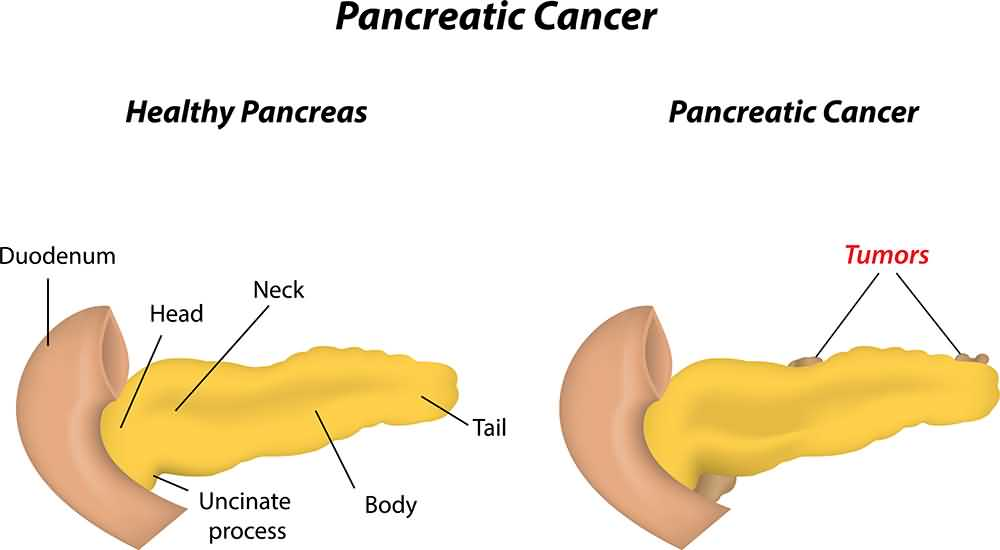 Pancreatic Cancer
Healthy Pancreas
Pancreatic Cancer
Duodenum
Head
Neck
Tail
Body
Uncinate
process
Tumors